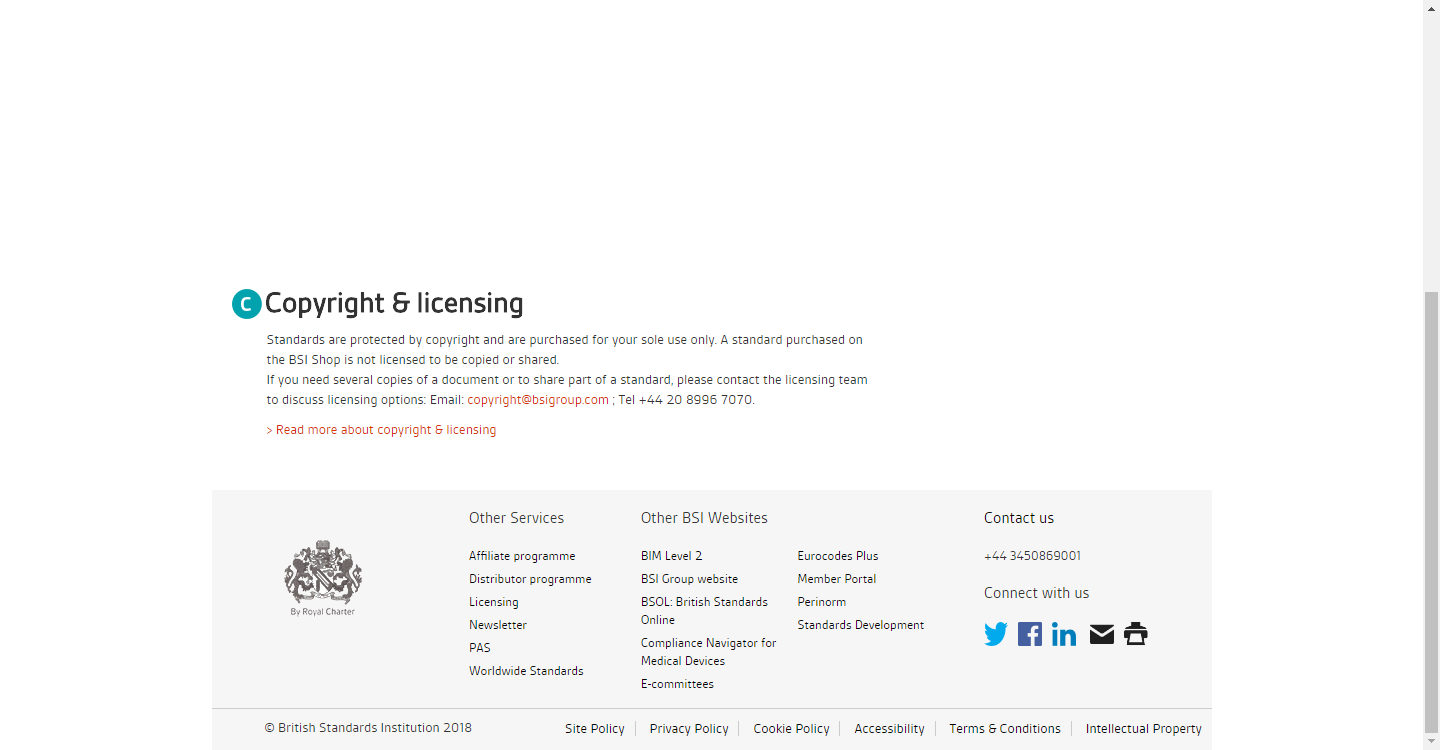 C Copyright & licensing
Standards are protected by copyright and are purchased for your sole use only. A standard purchased on
the BSI Shop is not licensed to be copied or shared.
If you need several copies of a document or to share part of a standard, please contact the licensing team
to discuss licensing options: Email: copyright@bsigroup.com ; Tel +44 20 8996 7070.
> Read more about copyright & licensing
By Royal Charter
Other Services
Affiliate programme
Distributor programme
Licensing
Newsletter
PAS
Worldwide Standards
Other BSI Websites
BIM Level 2
BSI Group website
BSOL: British Standards
Online
Compliance Navigator for
Medical Devices
E-committees
Eurocodes Plus
Member Portal
Perinorm
Standards Development
Contact us
+44 3450869001
Connect with us
© British Standards Institution 2018
Site Policy
Privacy Policy
Cookie Policy
Accessibility
Terms & Conditions
Intellectual Property